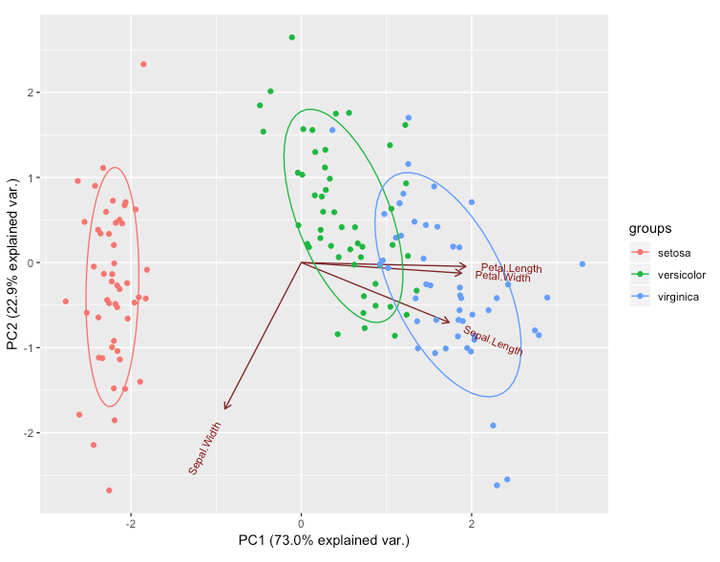 2
1
0
-1
-2
PC2 (22.9% explained var.)
Petal.Length
Petal.Width
Sepal.Length
Sepal.Width
-2
0
2
PC1 (73.0% explained var.)
groups
setosa
versicolor
virginica